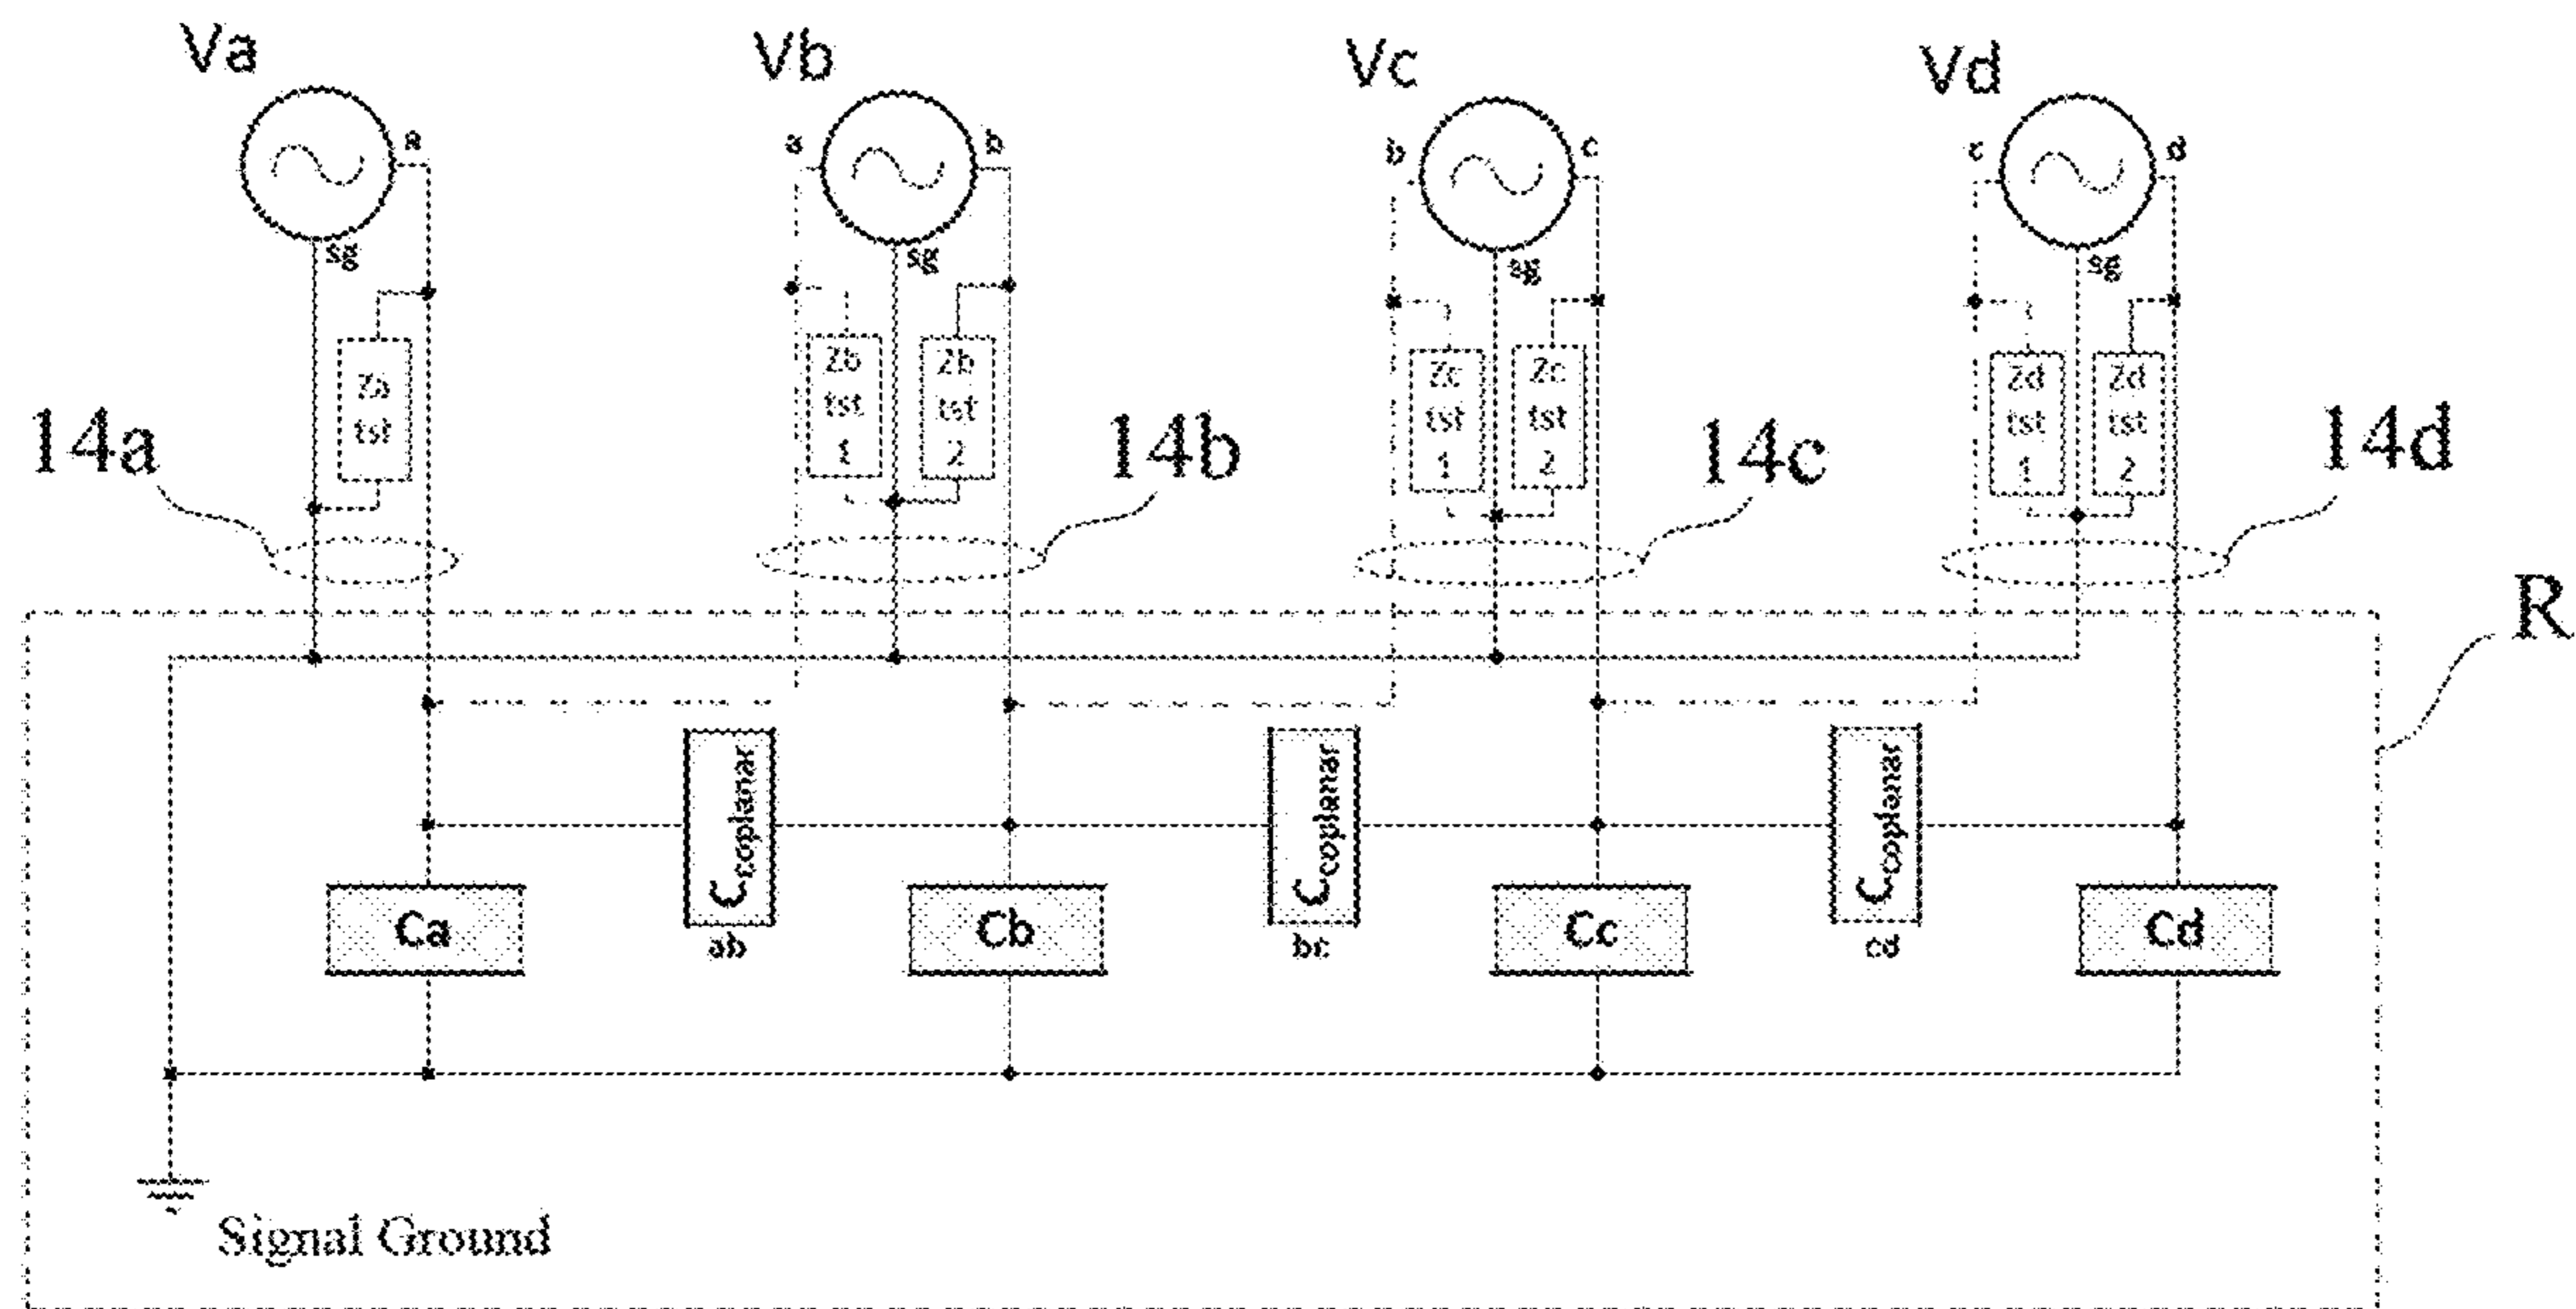 Va
Vb
Vc
Vd
a
a
b
b
c
c
d
sg
sg
sg
sg
Za
tst
Zb
tst
1
Zb
tst
2
Zc
tst
1
Zc
tst
2
Zd
tst
1
Zd
tst
2
14a
14b
14c
14d
R
Ccoplanar
ab
Ccoplanar
bc
Ccoplanar
Ca
Cb
Cc
Cd
Signal Ground